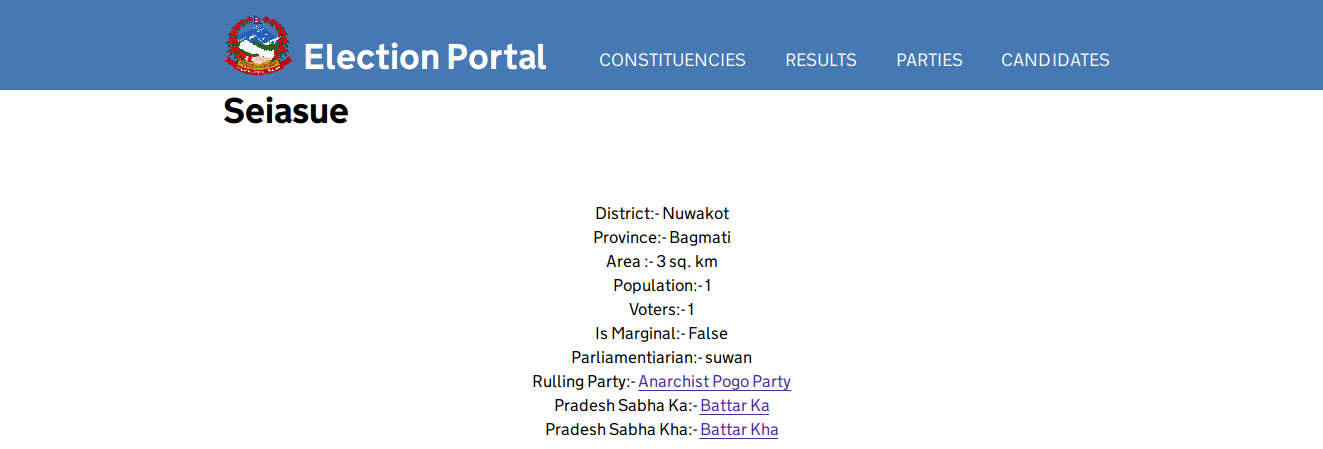 Election Portal
CONSTITUENCIES RESULTS PARTIES CANDIDATES
Seiasue
District:- Nuwakot
Province:- Bagmati
Area :- 3 sq. km
Population:- 1
Voters:- 1
Is Marginal:- False
Parliamentiarian:- suwan
Rulling Party:- Anarchist Pogo Party
Pradesh Sabha Ka:- Battar Ka
Pradesh Sabha Kha:- Battar Kha